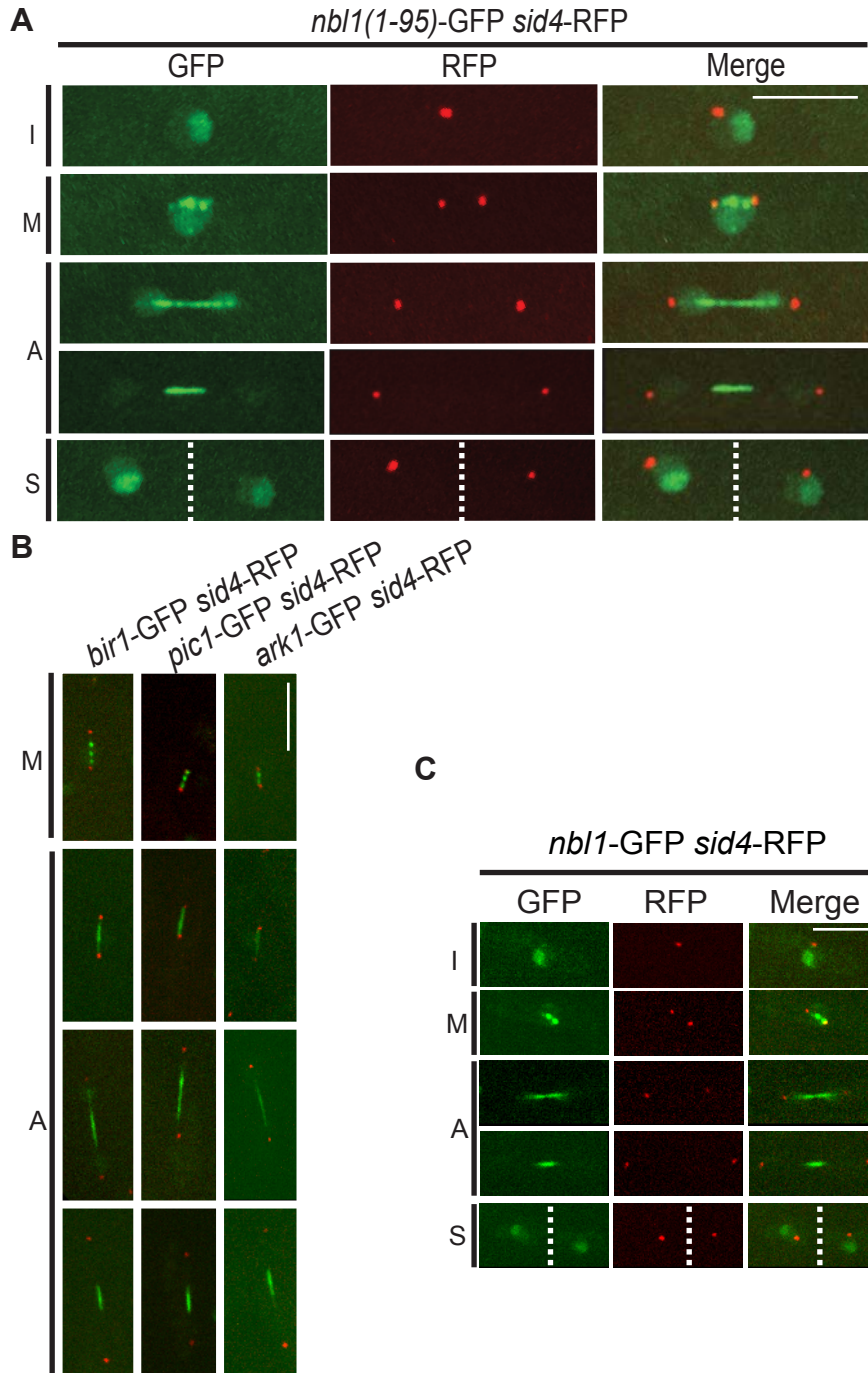 A
nbl1(1-95)-GFP sid4-RFP
GFP RFP Merge
I
M
A
S
B
bir1-GFP sid4-RFP
pic1-GFP sid4-RFP
ark1-GFP sid4-RFP
M
A
C
nbl1-GFP sid4-RFP
GFP RFP Merge
I
M
A
S